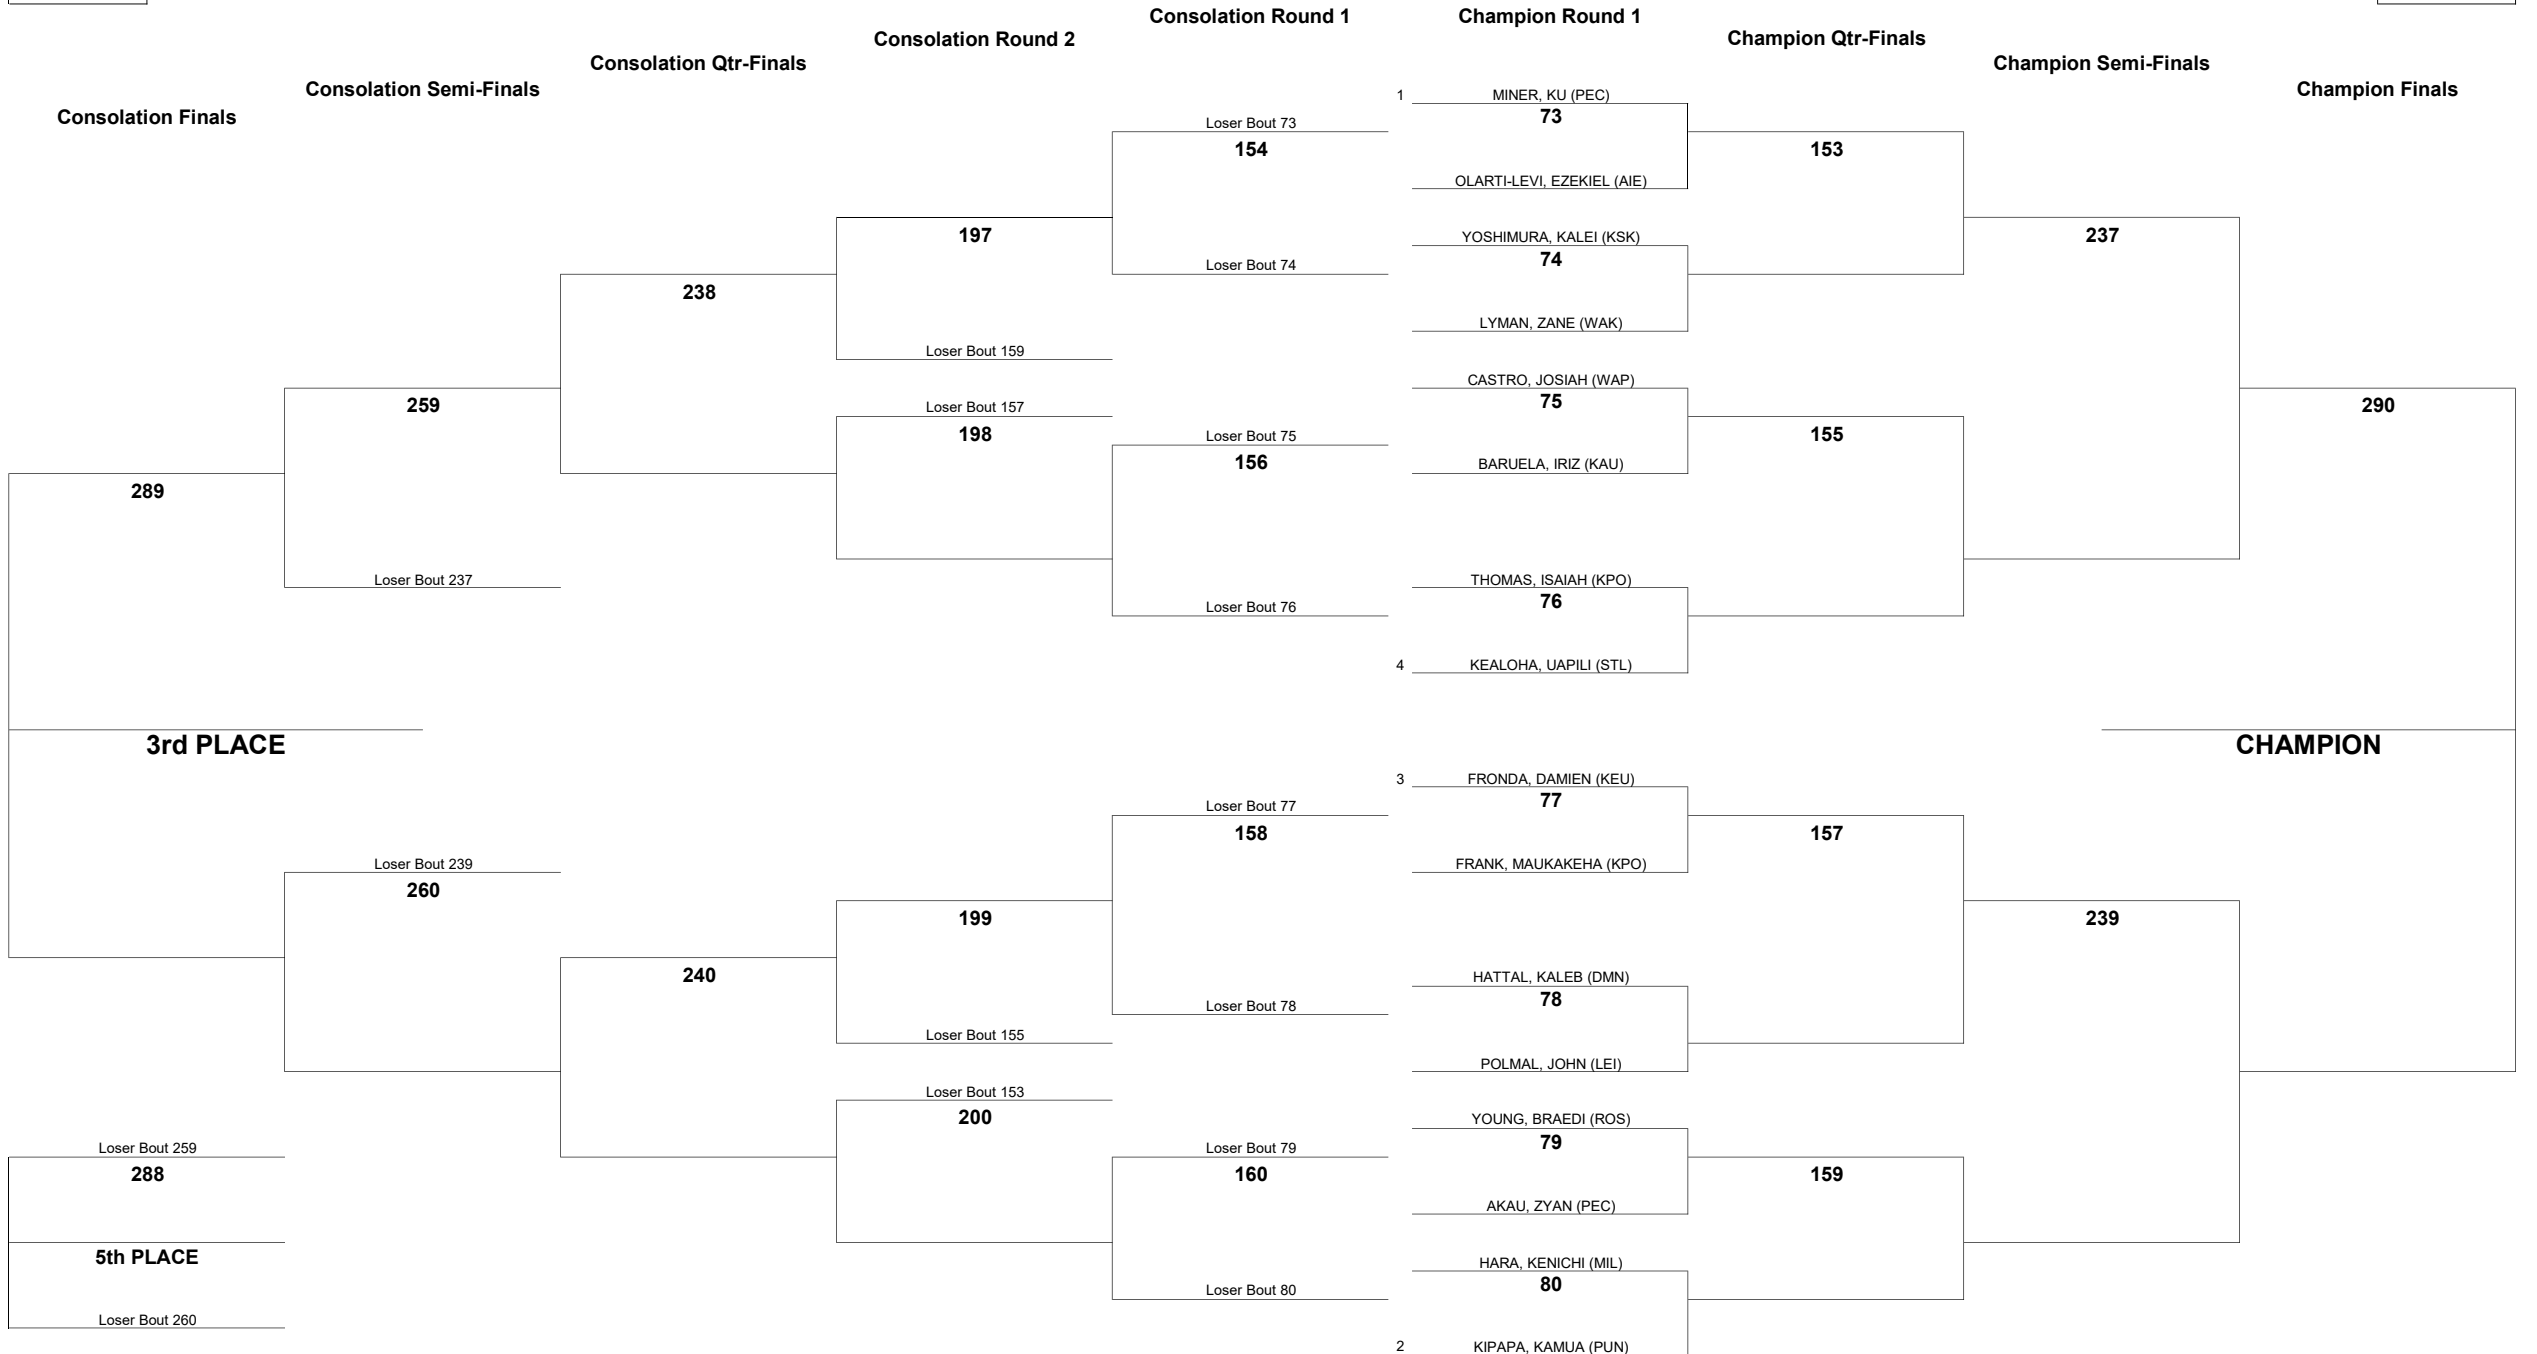 Consolation Round 1
Champion Round 1
Consolation Round 2
Champion Qtr-Finals
Consolation Qtr-Finals
Champion Semi-Finals
Consolation Semi-Finals
Champion Finals
Consolation Finals
1 MINER, KU (PEC)
73
Loser Bout 73
154
153
OLARTI-LEVI, EZEKIEL (AIE)
197
YOSHIMURA, KALEI (KSK)
237
74
Loser Bout 74
238
LYMAN, ZANE (WAK)
Loser Bout 159
CASTRO, JOSIAH (WAP)
259
Loser Bout 157
75
290
198
Loser Bout 75
155
156
BARUELA, IRIZ (KAU)
289
Loser Bout 237
THOMAS, ISAIAH (KPO)
76
Loser Bout 76
4 KEALOHA, UAPILI (STL)
3rd PLACE
CHAMPION
3 FRONDA, DAMIEN (KEU)
77
Loser Bout 77
158
157
Loser Bout 239
FRANK, MAUKAKEHA (KPO)
260
199
239
240
HATTAL, KALEB (DMN)
78
Loser Bout 78
Loser Bout 155
POLMAL, JOHN (LEI)
Loser Bout 153
200
YOUNG, BRAEDI (ROS)
79
Loser Bout 259
Loser Bout 79
288
160
159
AKAU, ZYAN (PEC)
5th PLACE
HARA, KENICHI (MIL)
80
Loser Bout 80
Loser Bout 260
2 KIPAPA, KAMUA (PUN)